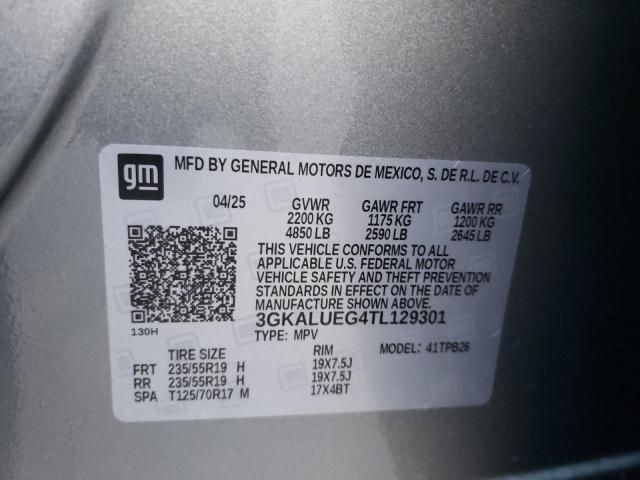 gm
MFD BY GENERAL MOTORS DE MEXICO, S. DE R.L. DE C.V.
04/25 GVWR GAWR FRT GAWR RR
2200 KG 1175 KG 1200 KG
4850 LB 2590 LB 2645 LB
THIS VEHICLE CONFORMS TO ALL
APPLICABLE U.S. FEDERAL MOTOR
VEHICLE SAFETY AND THEFT PREVENTION
STANDARDS IN EFFECT ON THE DATE OF
MANUFACTURE SHOWN ABOVE.
3GKALUEG4TL129301
130H
TYPE: MPV MODEL: 41TPB26
TIRE SIZE RIM
FRT 235/55R19 H 19X7.5J
RR 235/55R19 H 19X7.5J
SPA T125/70R17 M 17X4BT